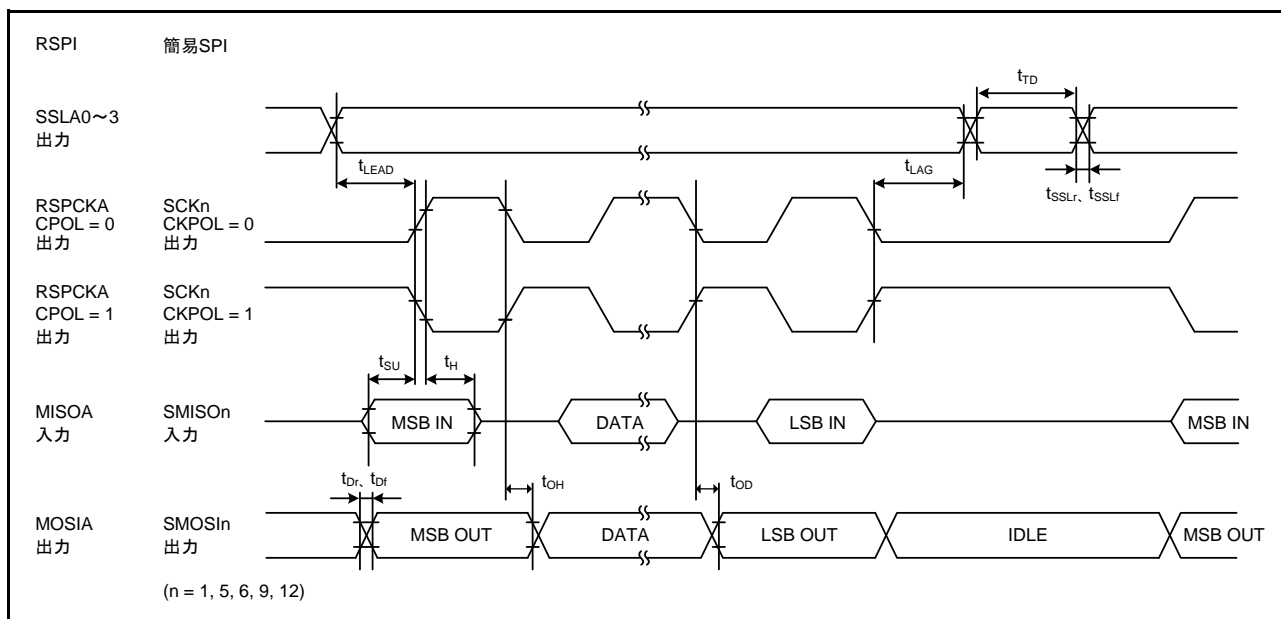 RSPI 簡易SPI
tTD
SSLA0～3
出力
tLEAD
tLAG
tSSLr、tSSLf
RSPCKA SCKn
CPOL = 0 CKPOL = 0
出力 出力
RSPCKA SCKn
CPOL = 1 CKPOL = 1
出力 出力
tSU tH
MISOA SMISOn
入力 入力
MSB IN DATA LSB IN MSB IN
tDr、tDf tOH tOD
MOSIA SMOSIn
出力 出力
MSB OUT DATA LSB OUT IDLE MSB OUT
(n = 1, 5, 6, 9, 12)